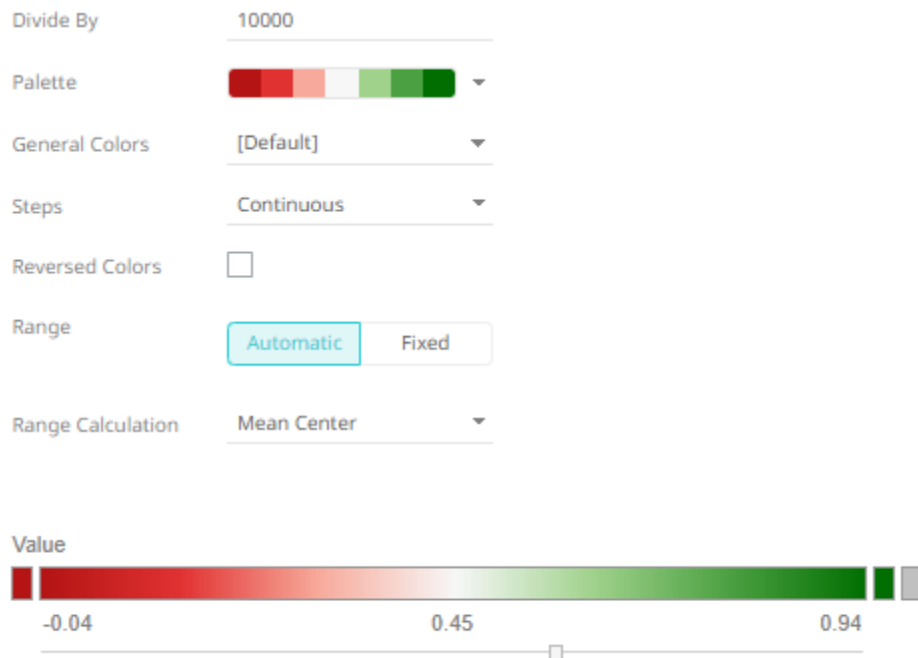 Divide By 10000
Palette
General Colors [Default]
Steps Continuous
Reversed Colors
Range Automatic Fixed
Range Calculation Mean Center
Value
-0.04 0.45 0.94